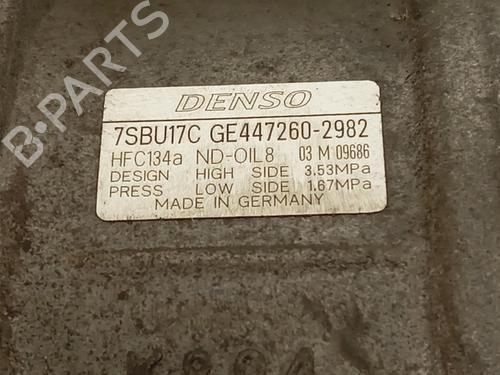 B-PARTS
DENSO
7SBU17C GE447260-2982
HFC134a ND-OIL8 03 M 09686
DESIGN HIGH SIDE 3.53MPa
PRESS LOW SIDE 1.67MPa
MADE IN GERMANY